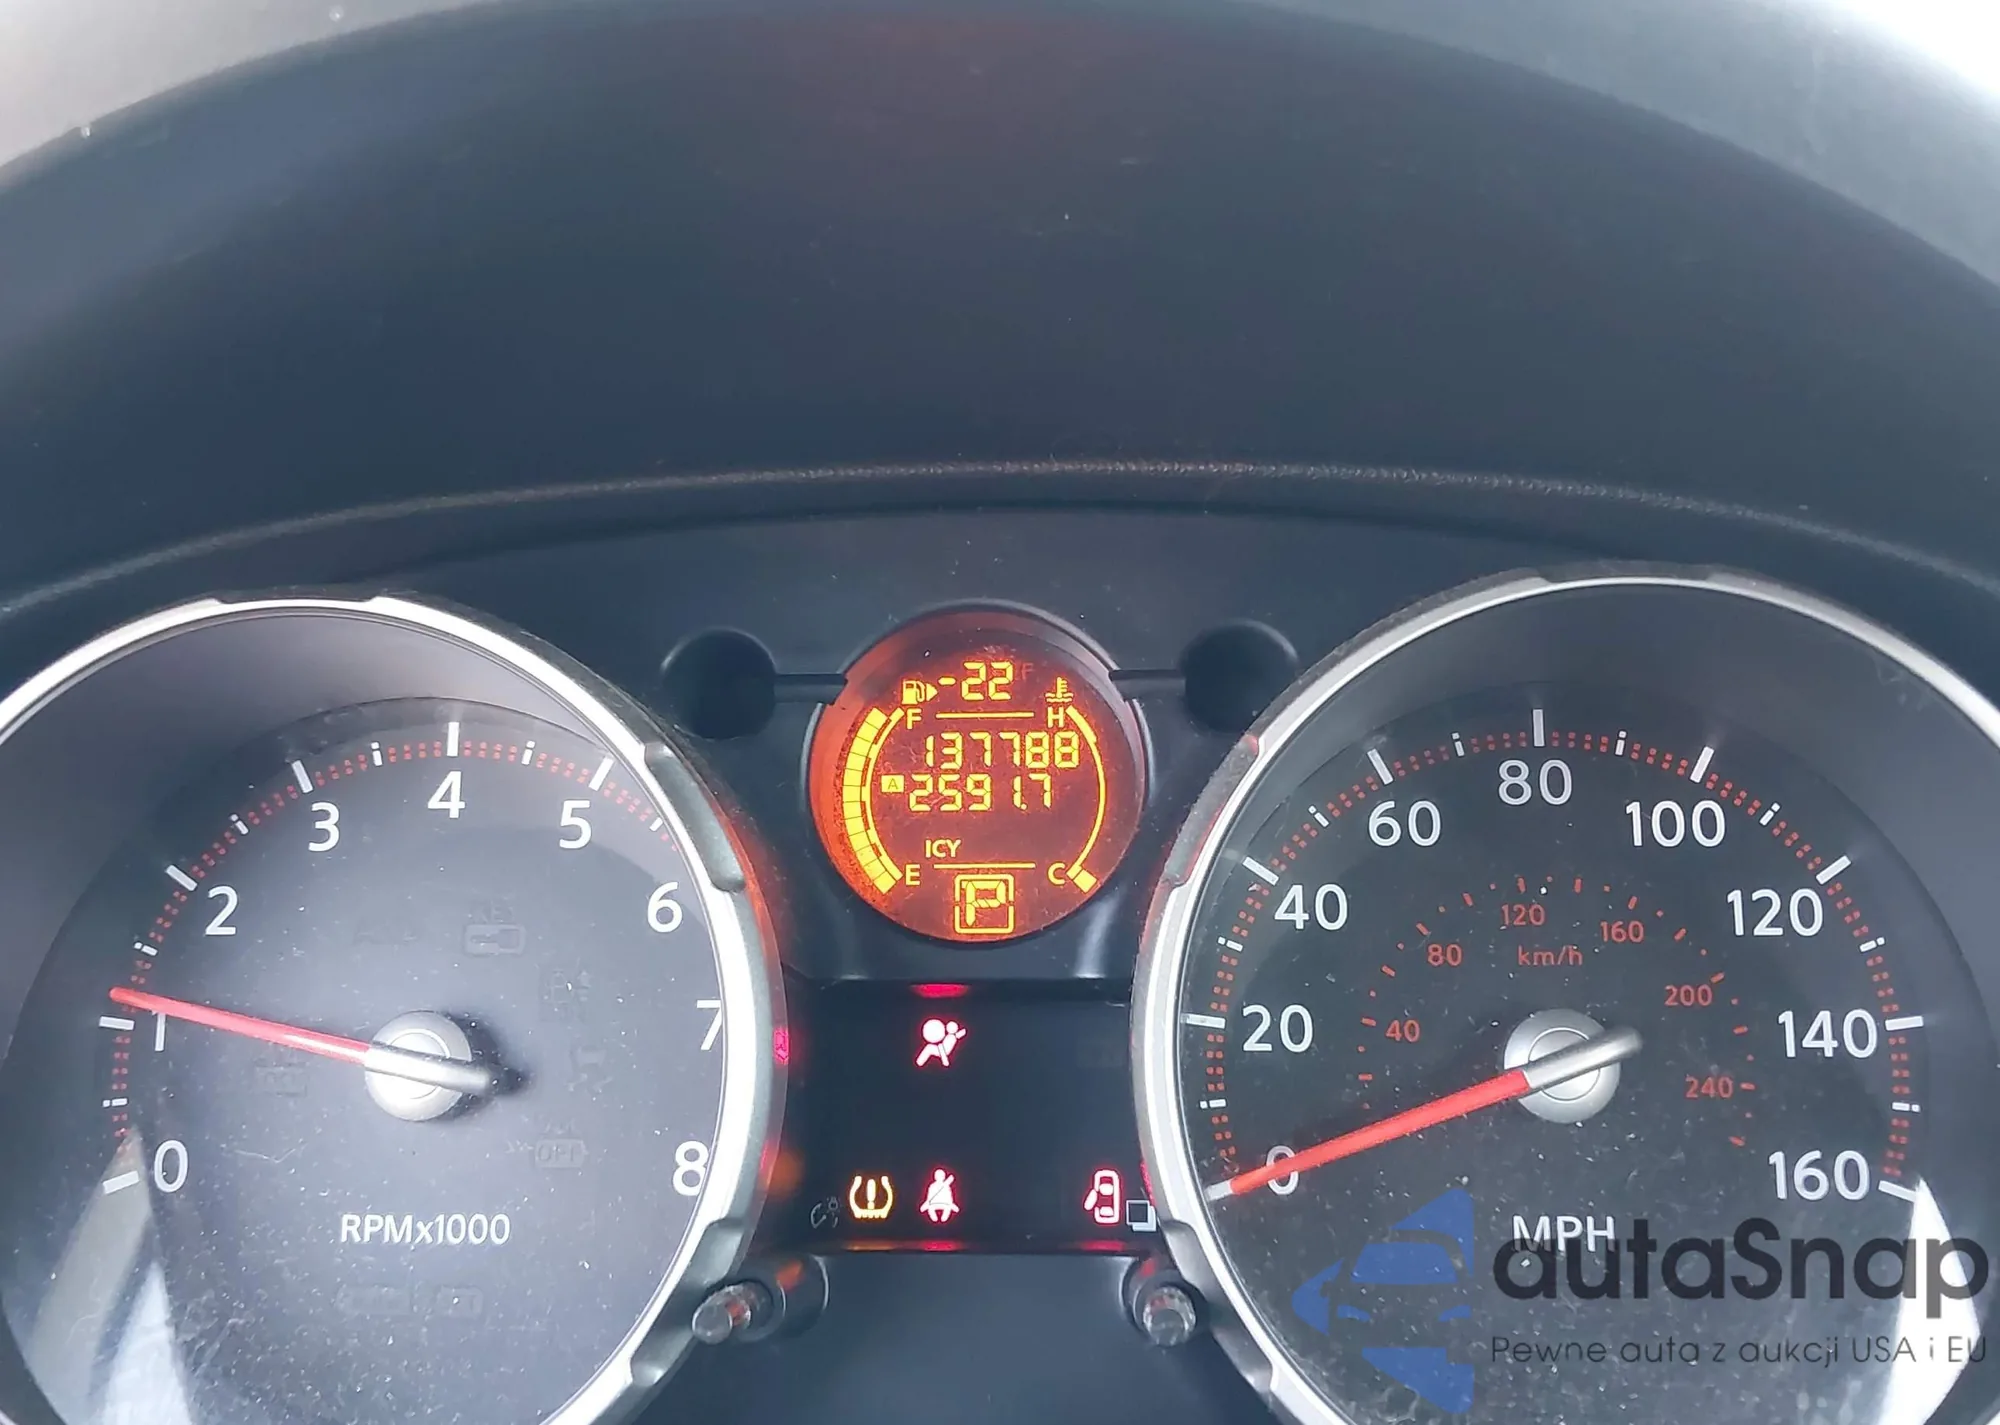 -22
F H
137788
A 2591.7
ICY
E C
P
0 1 2 3 4 5 6 7 8
RPMx1000
0 20 40 60 80 100 120 140 160
40 80 120 160 200 240
km/h
MPH
autaSnap
Pewne auta z aukcji USA i EU